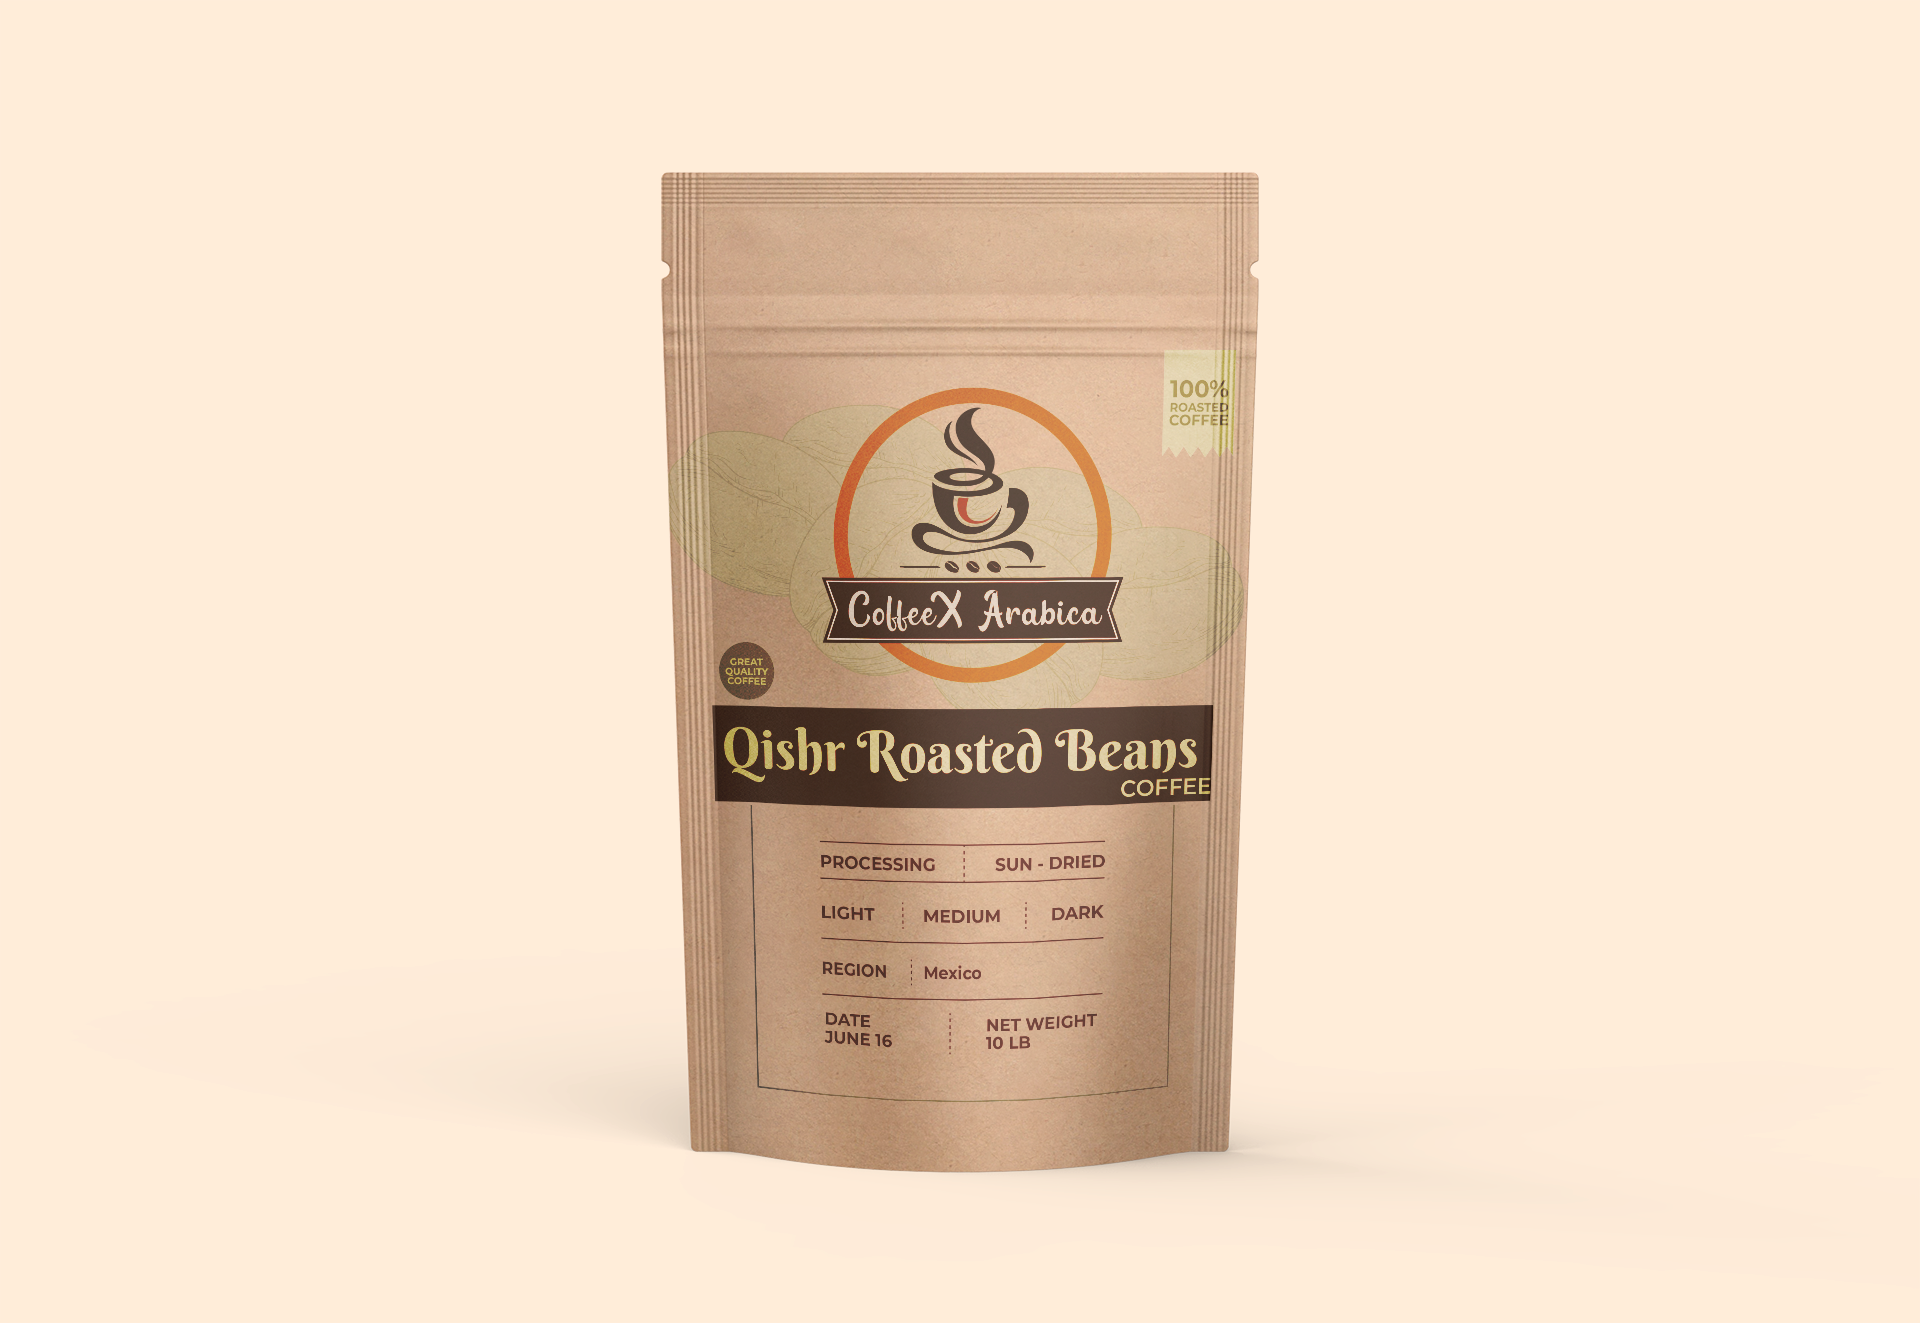 100%
ROASTED
COFFEE
CoffeeX Arabica
GREAT
QUALITY
COFFEE
Qishr Roasted Beans
COFFEE
PROCESSING SUN - DRIED
LIGHT MEDIUM DARK
REGION Mexico
DATE
JUNE 16
NET WEIGHT
10 LB